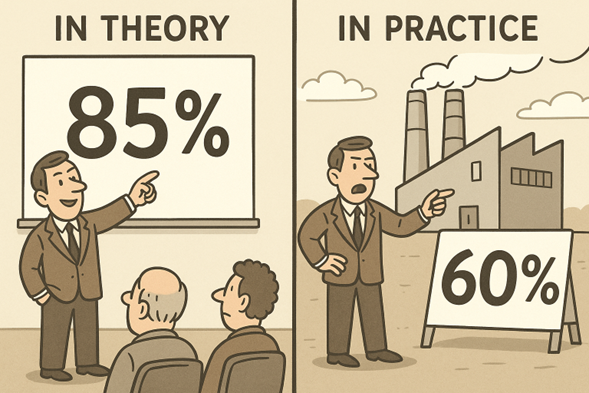 IN THEORY
85%
IN PRACTICE
60%